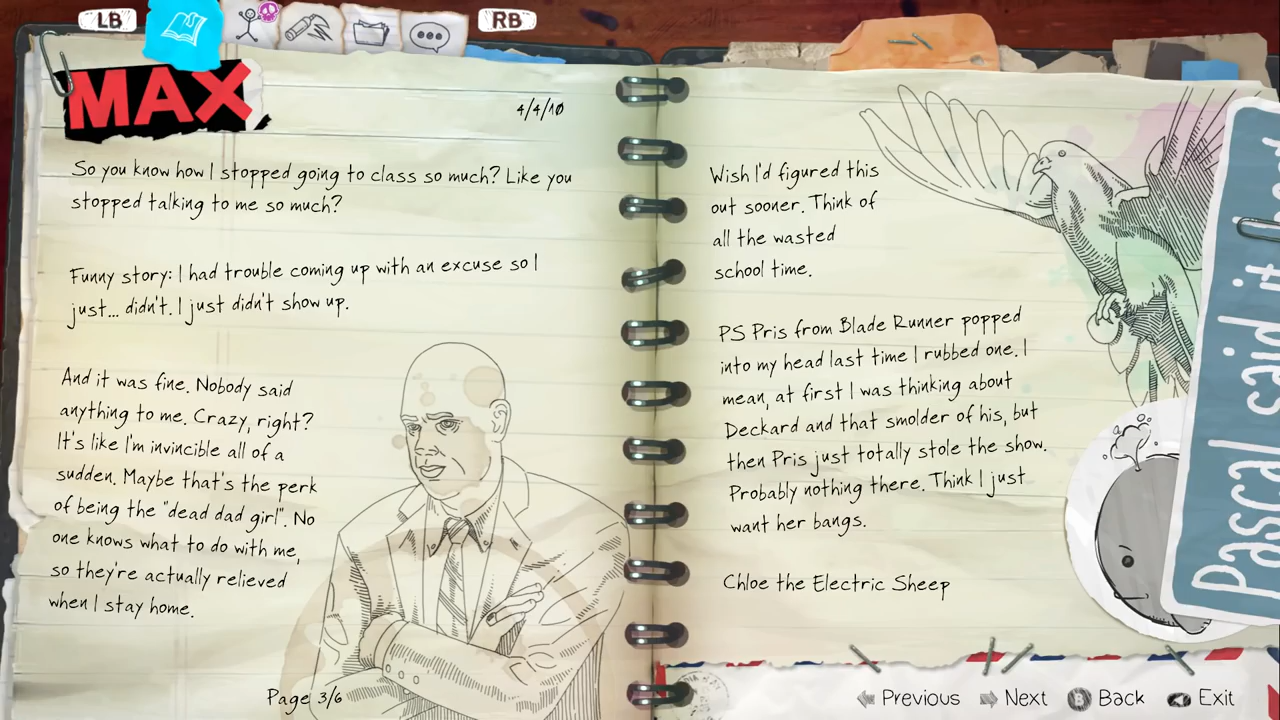 LB
RB
MAX
4/4/10
So you know how I stopped going to class so much? Like you
stopped talking to me so much?
Funny story: I had trouble coming up with an excuse so I
just... didn't. I just didn't show up.
And it was fine. Nobody said
anything to me. Crazy, right?
It's like I'm invincible all of a
sudden. Maybe that's the perk
of being the "dead dad girl". No
one knows what to do with me,
so they're actually relieved
when I stay home.
Page 3/6
Wish I'd figured this
out sooner. Think of
all the wasted
school time.
PS Pris from Blade Runner popped
into my head last time I rubbed one. I
mean, at first I was thinking about
Deckard and that smolder of his, but
then Pris just totally stole the show.
Probably nothing there. Think I just
want her bangs.
Chloe the Electric Sheep
Pascal said it
Previous
Next
B Back
Exit